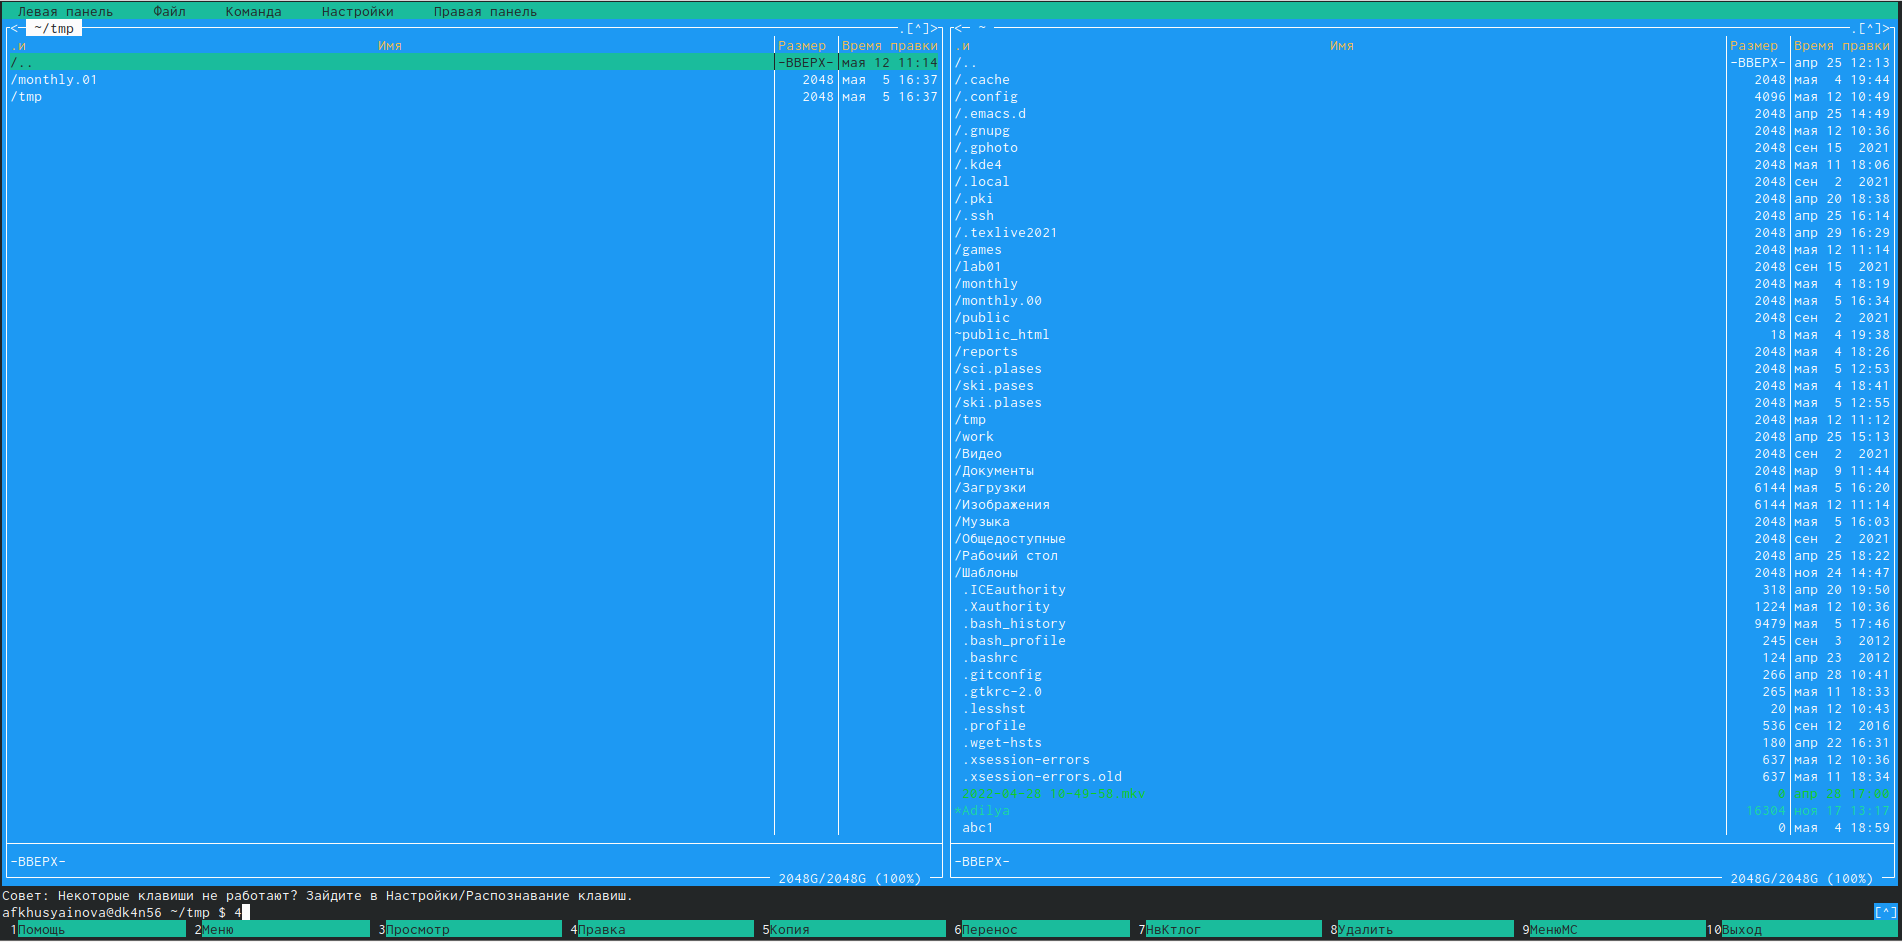 Левая панель Файл Команда Настройки Правая панель
<─ ~/tmp .[^]>
.и Имя Размер Время правки
/.. -ВВЕРХ- мая 12 11:14
/monthly.01 2048 мая 5 16:37
/tmp 2048 мая 5 16:37
-ВВЕРХ-
2048G/2048G (100%)
<─ ~ .[^]>
.и Имя Размер Время правки
/.. -ВВЕРХ- апр 25 12:13
/.cache 2048 мая 4 19:44
/.config 4096 мая 12 10:49
/.emacs.d 2048 апр 25 14:49
/.gnupg 2048 мая 12 10:36
/.gphoto 2048 сен 15 2021
/.kde4 2048 мая 11 18:06
/.local 2048 сен 2 2021
/.pki 2048 апр 20 18:38
/.ssh 2048 апр 25 16:14
/.texlive2021 2048 апр 29 16:29
/games 2048 мая 12 11:14
/lab01 2048 сен 15 2021
/monthly 2048 мая 4 18:19
/monthly.00 2048 мая 5 16:34
/public 2048 сен 2 2021
~public_html 18 мая 4 19:38
/reports 2048 мая 4 18:26
/sci.plases 2048 мая 5 12:53
/ski.pases 2048 мая 4 18:41
/ski.plases 2048 мая 5 12:55
/tmp 2048 мая 12 11:12
/work 2048 апр 25 15:13
/Видео 2048 сен 2 2021
/Документы 2048 мар 9 11:44
/Загрузки 6144 мая 5 16:20
/Изображения 6144 мая 12 11:14
/Музыка 2048 мая 5 16:03
/Общедоступные 2048 сен 2 2021
/Рабочий стол 2048 апр 25 18:22
/Шаблоны 2048 ноя 24 14:47
.ICEauthority 318 апр 20 19:50
.Xauthority 1224 мая 12 10:36
.bash_history 9479 мая 5 17:46
.bash_profile 245 сен 3 2012
.bashrc 124 апр 23 2012
.gitconfig 266 апр 28 10:41
.gtkrc-2.0 265 мая 11 18:33
.lesshst 20 мая 12 10:43
.profile 536 сен 12 2016
.wget-hsts 180 апр 22 16:31
.xsession-errors 637 мая 12 10:36
.xsession-errors.old 637 мая 11 18:34
*Adilya 16304 ноя 17 13:17
abc1 0 мая 4 18:59
-ВВЕРХ-
2048G/2048G (100%)
Совет: Некоторые клавиши не работают? Зайдите в Настройки/Распознавание клавиш.
afkhusyainova@dk4n56 ~/tmp $ 4 [^]
1Помощь 2Меню 3Просмотр 4Правка 5Копия 6Перенос 7НвКтлог 8Удалить 9МенюMC 10Выход